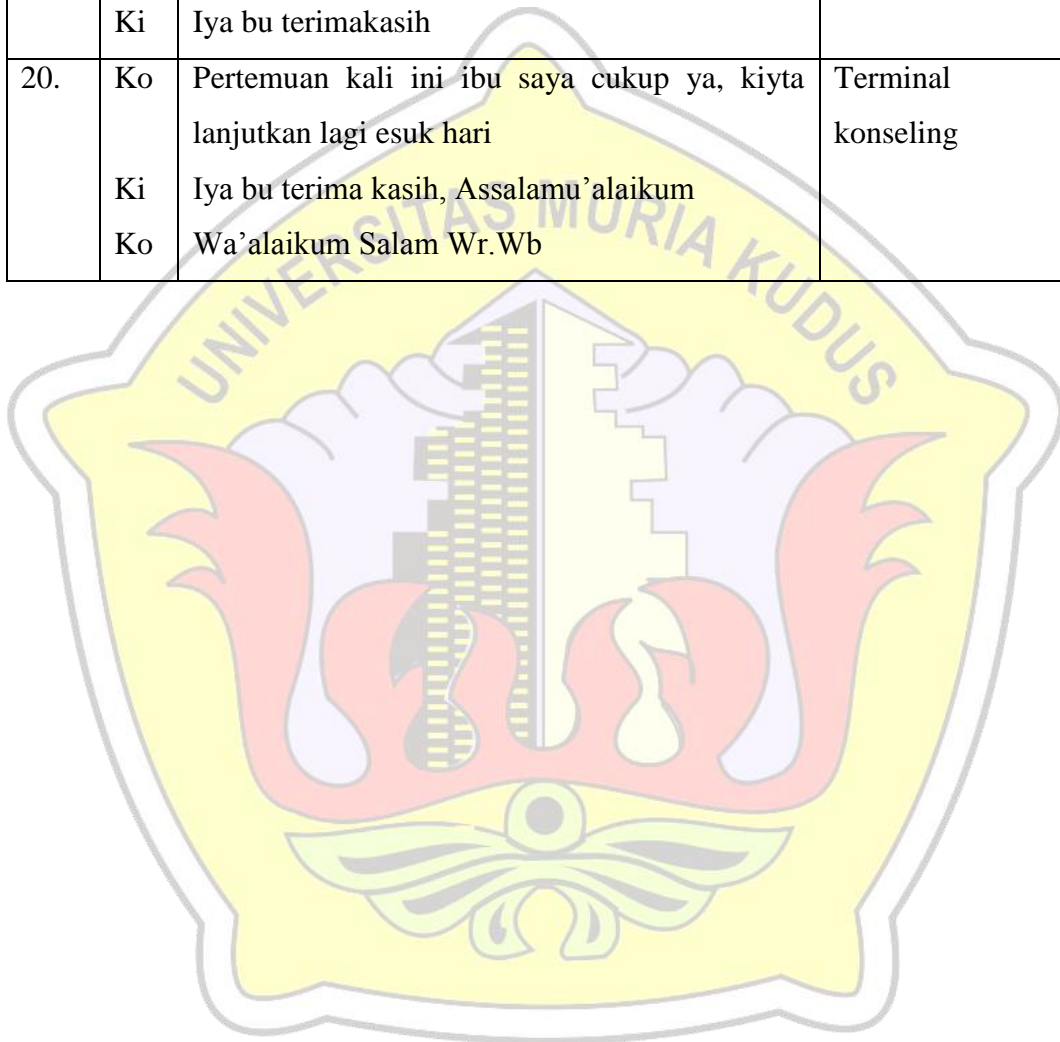 Ki Iya bu terimakasih
20. Ko Pertemuan kali ini ibu saya cukup ya, kiyta Terminal
lanjutkan lagi esuk hari konseling
Ki Iya bu terima kasih, Assalamu’alaikum
Ko Wa’alaikum Salam Wr.Wb
UNIVERSITAS MURIA KUDUS